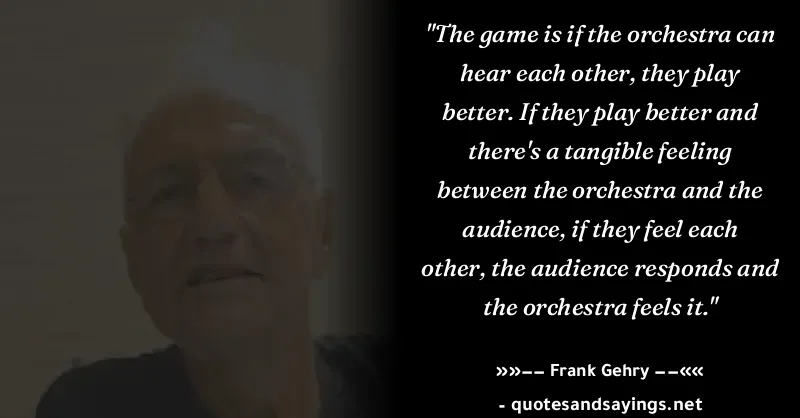 "The game is if the orchestra can
hear each other, they play
better. If they play better and
there's a tangible feeling
between the orchestra and the
audience, if they feel each
other, the audience responds and
the orchestra feels it."
»»–– Frank Gehry ––««
- quotesandsayings.net